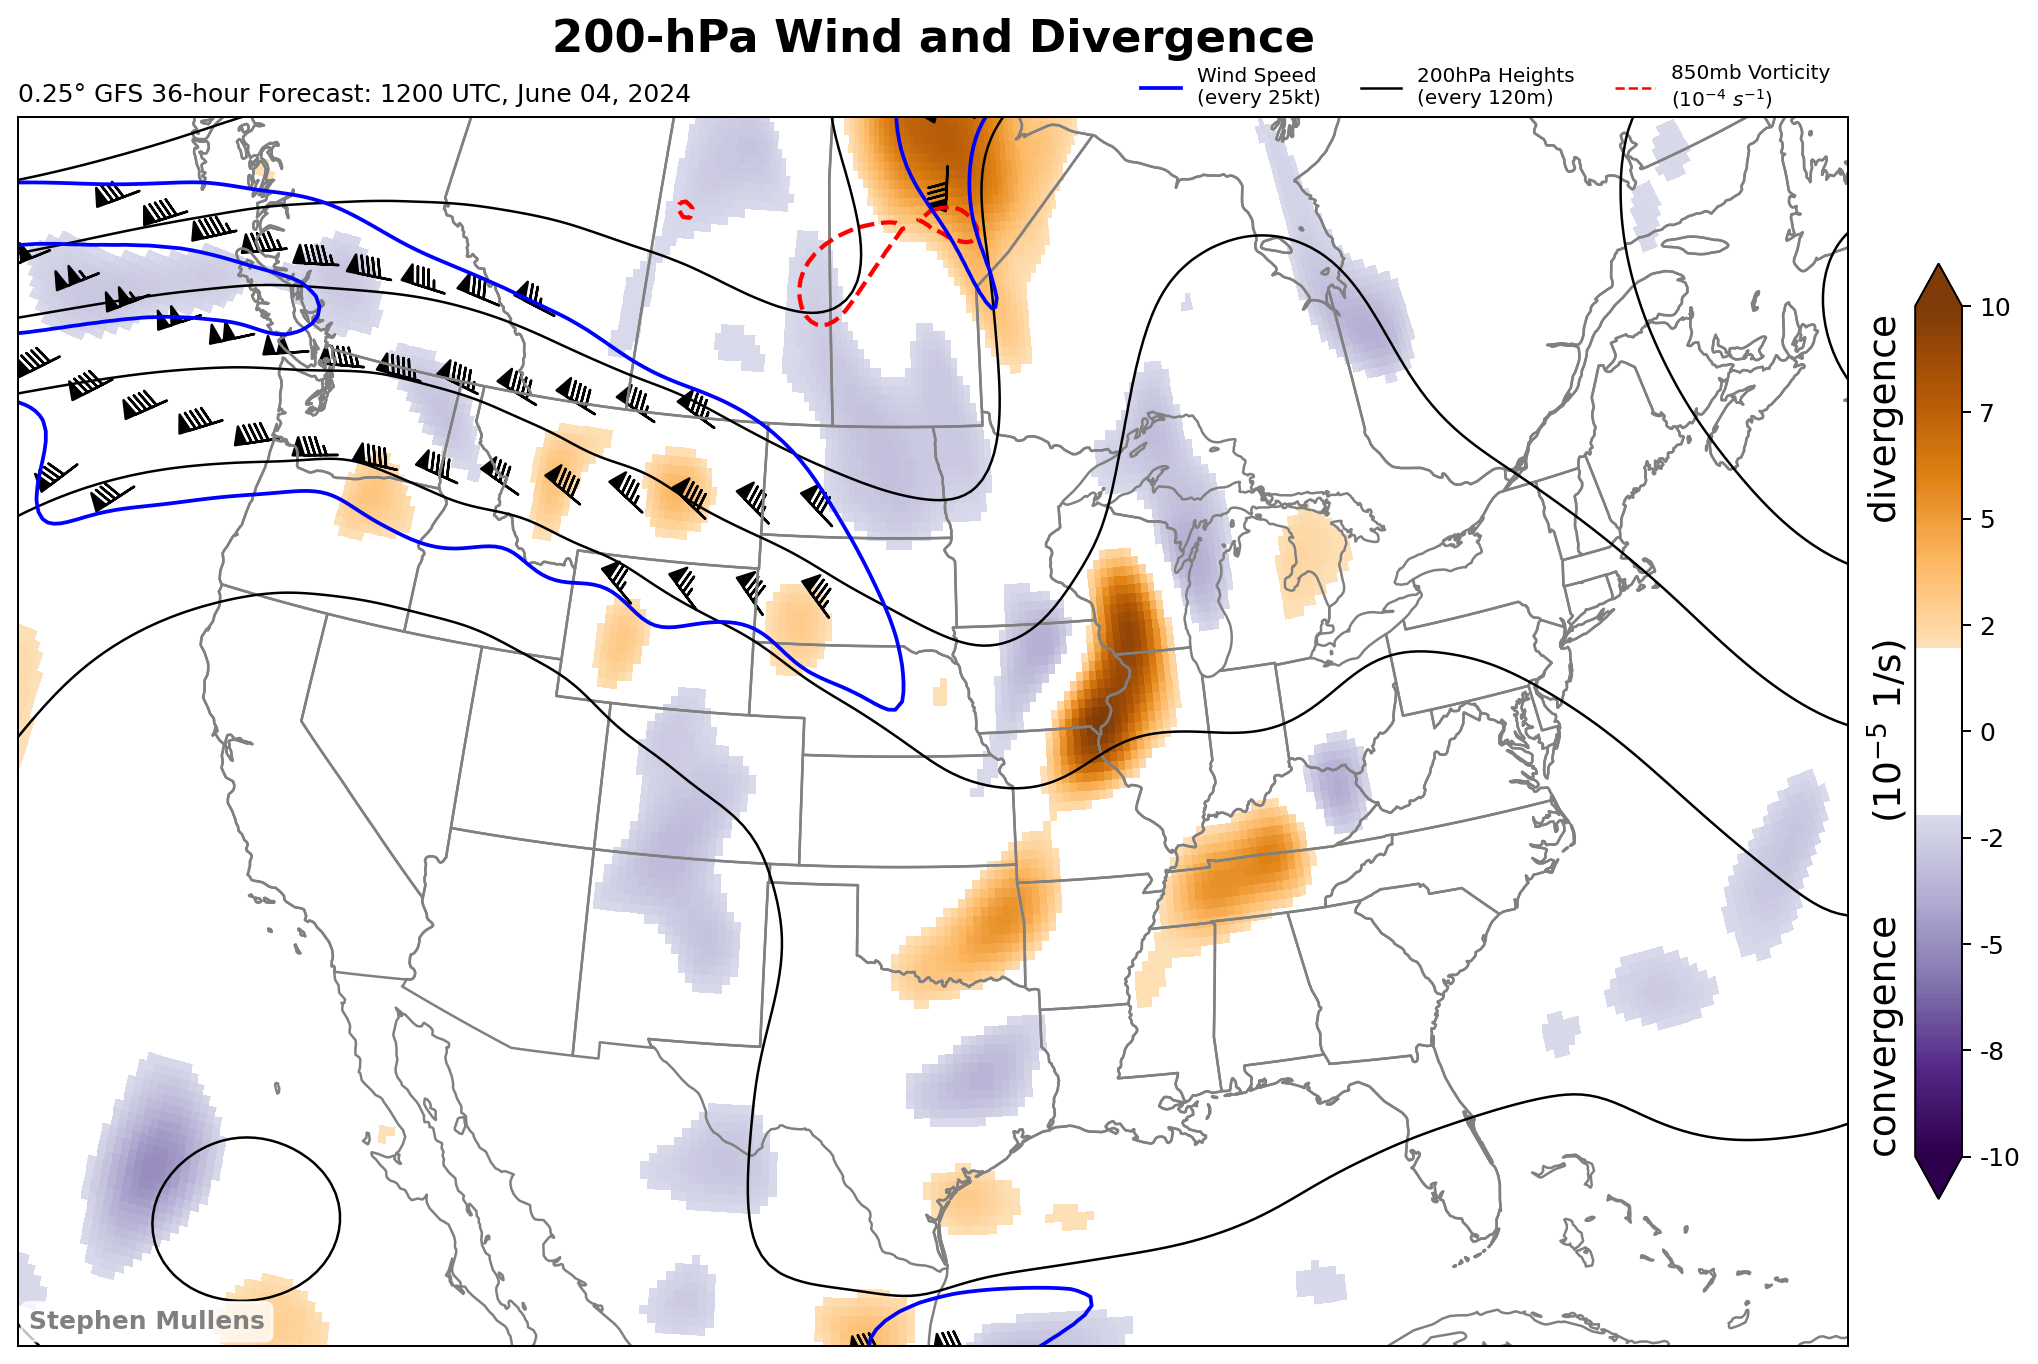 200-hPa Wind and Divergence
0.25° GFS 36-hour Forecast: 1200 UTC, June 04, 2024
Wind Speed
(every 25kt)
200hPa Heights
(every 120m)
850mb Vorticity
(10⁻⁴ s⁻¹)
10
7
5
2
0
-2
-5
-8
-10
divergence
(10⁻⁵ 1/s)
convergence
Stephen Mullens